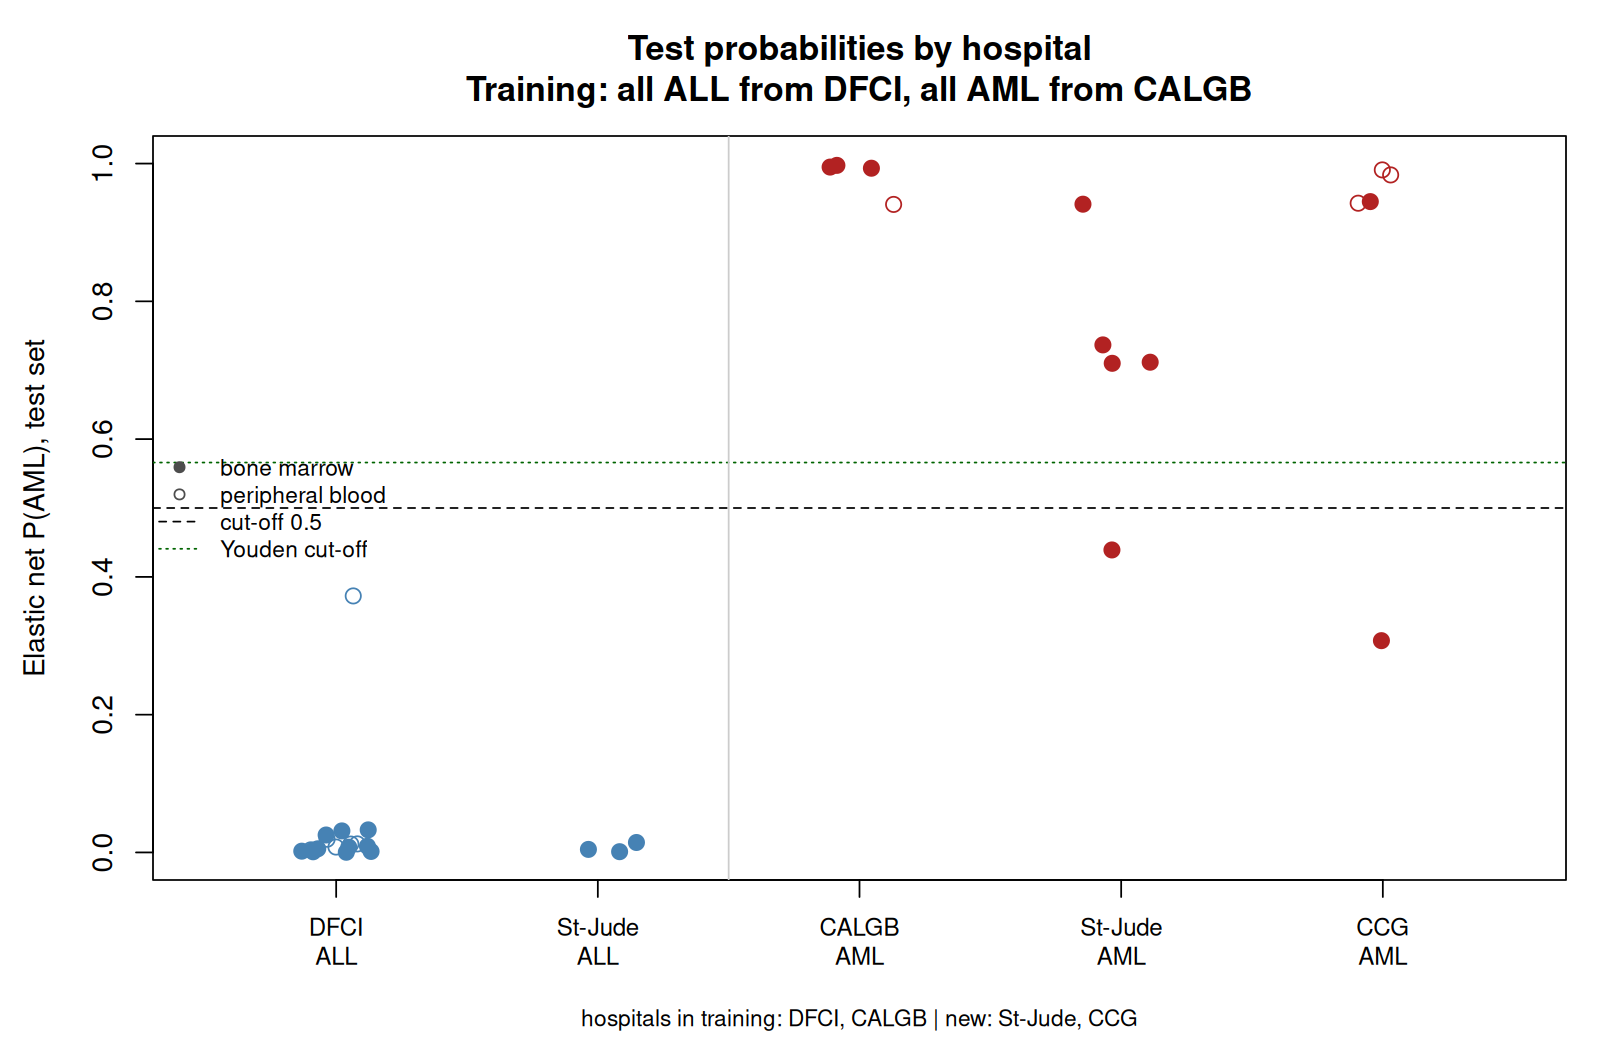 Test probabilities by hospital
Training: all ALL from DFCI, all AML from CALGB
Elastic net P(AML), test set
1.0
0.8
0.6
0.4
0.2
0.0
bone marrow
peripheral blood
cut-off 0.5
Youden cut-off
DFCI
ALL
St-Jude
ALL
CALGB
AML
St-Jude
AML
CCG
AML
hospitals in training: DFCI, CALGB | new: St-Jude, CCG